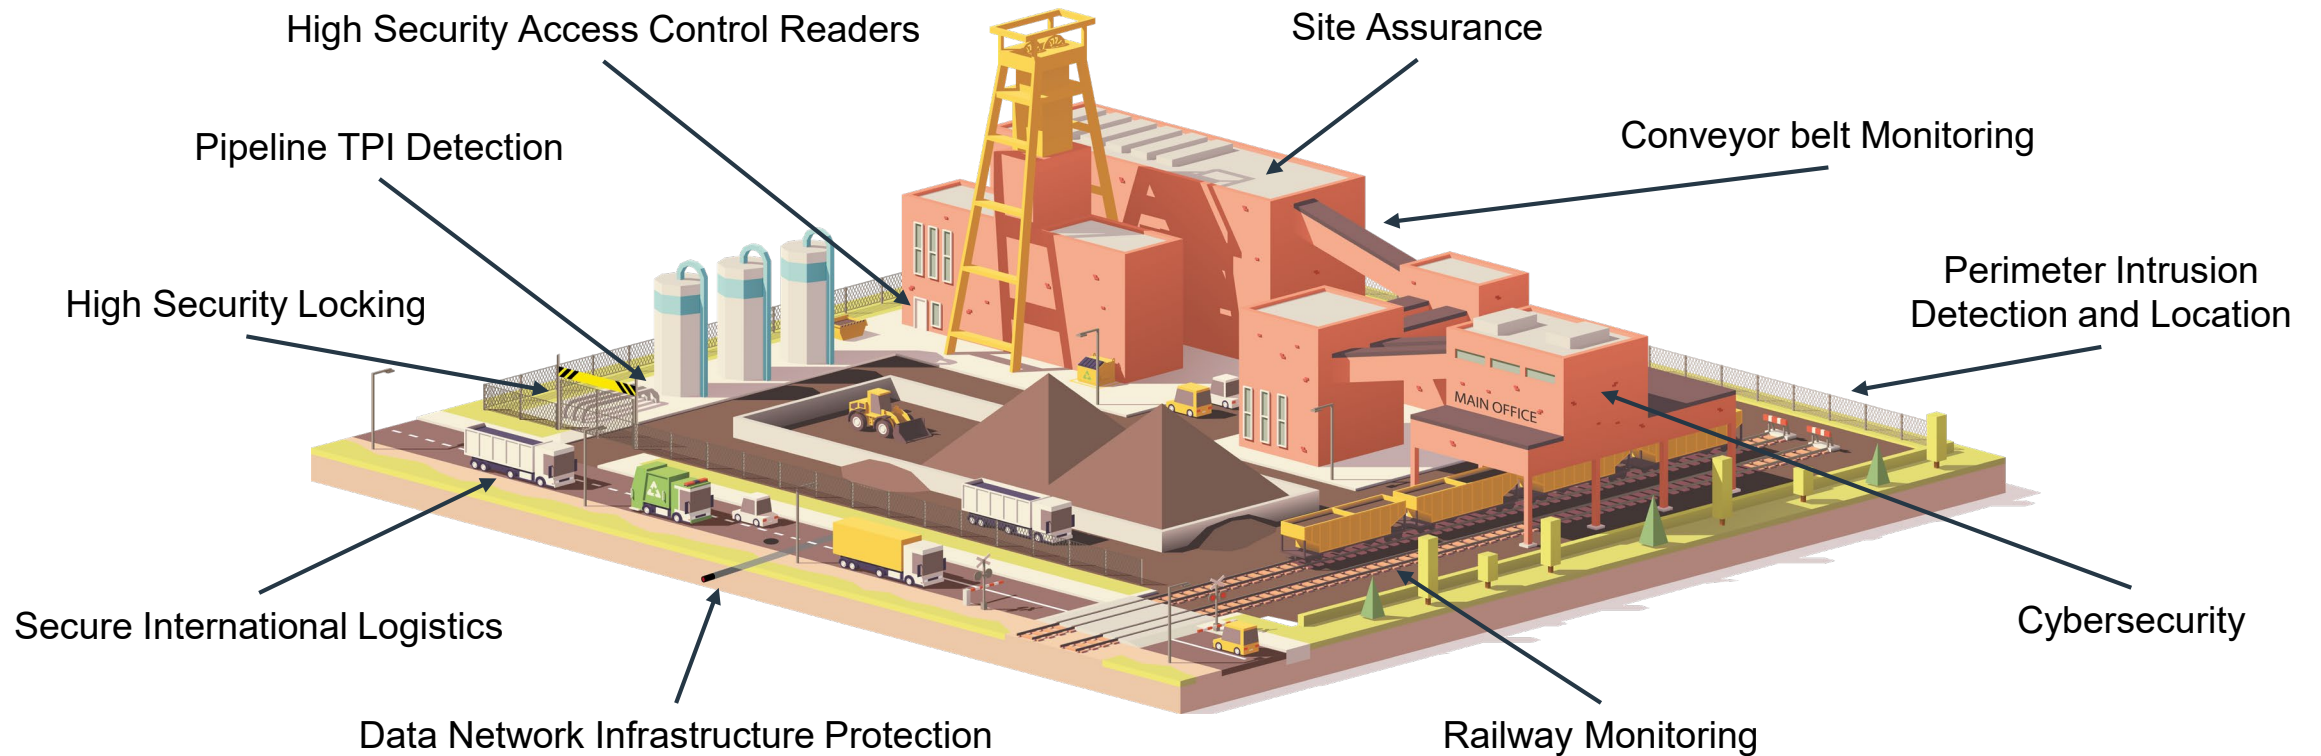 High Security Access Control Readers
Site Assurance
Pipeline TPI Detection
Conveyor belt Monitoring
High Security Locking
Perimeter Intrusion
Detection and Location
MAIN OFFICE
Secure International Logistics
Cybersecurity
Data Network Infrastructure Protection
Railway Monitoring